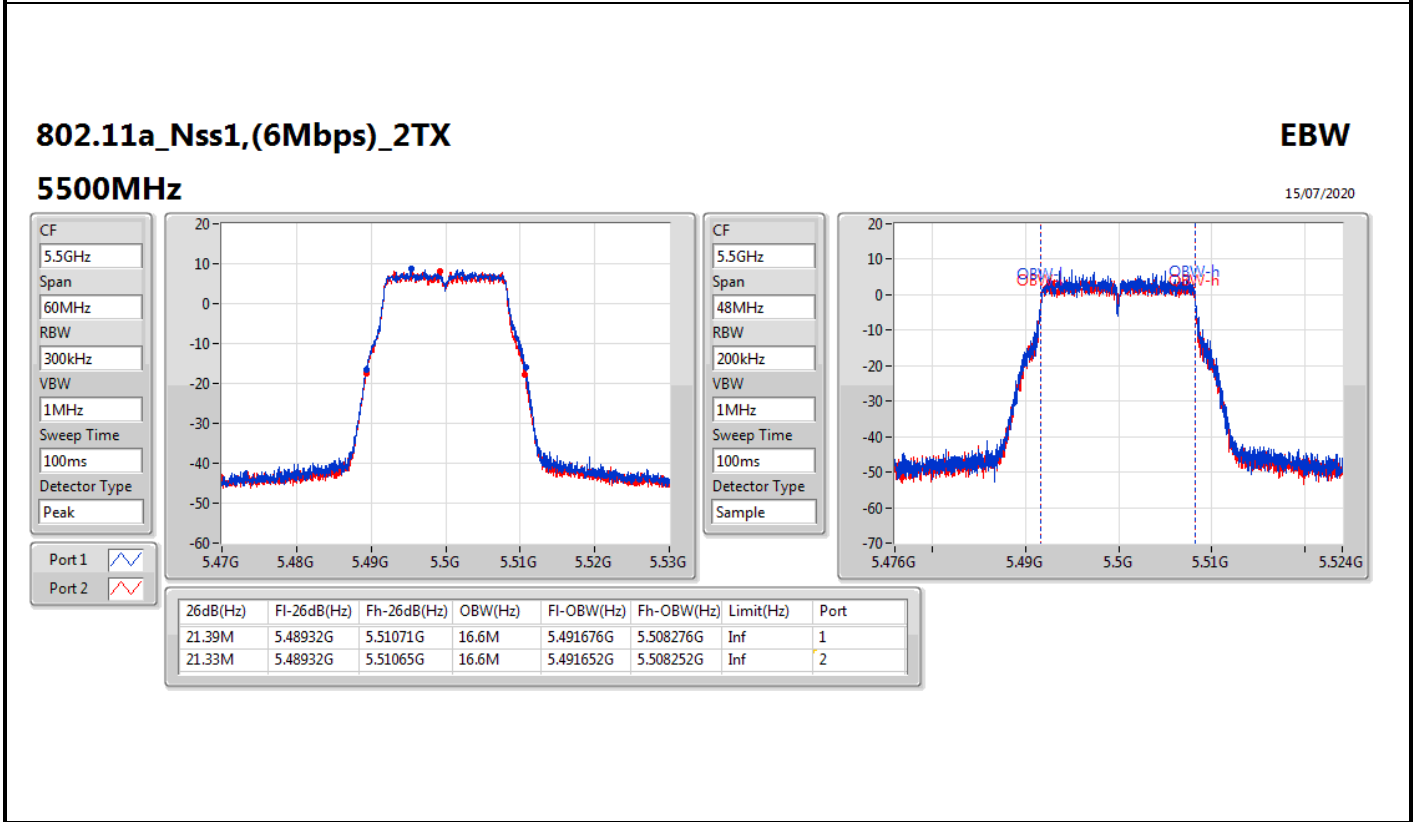 802.11a_Nss1,(6Mbps)_2TX EBW
5500MHz 15/07/2020
CF
5.5GHz
Span
60MHz
RBW
300kHz
VBW
1MHz
Sweep Time
100ms
Detector Type
Peak
Port 1
Port 2
20
10
0
-10
-20
-30
-40
-50
-60
5.47G 5.48G 5.49G 5.5G 5.51G 5.52G 5.53G
CF
5.5GHz
Span
48MHz
RBW
200kHz
VBW
1MHz
Sweep Time
100ms
Detector Type
Sample
20
10
0
-10
-20
-30
-40
-50
-60
-70
OBW-l OBW-h
OBW-l OBW-h
5.476G 5.49G 5.5G 5.51G 5.524G
26dB(Hz) Fl-26dB(Hz) Fh-26dB(Hz) OBW(Hz) Fl-OBW(Hz) Fh-OBW(Hz) Limit(Hz) Port
21.39M 5.48932G 5.51071G 16.6M 5.491676G 5.508276G Inf 1
21.33M 5.48932G 5.51065G 16.6M 5.491652G 5.508252G Inf 2